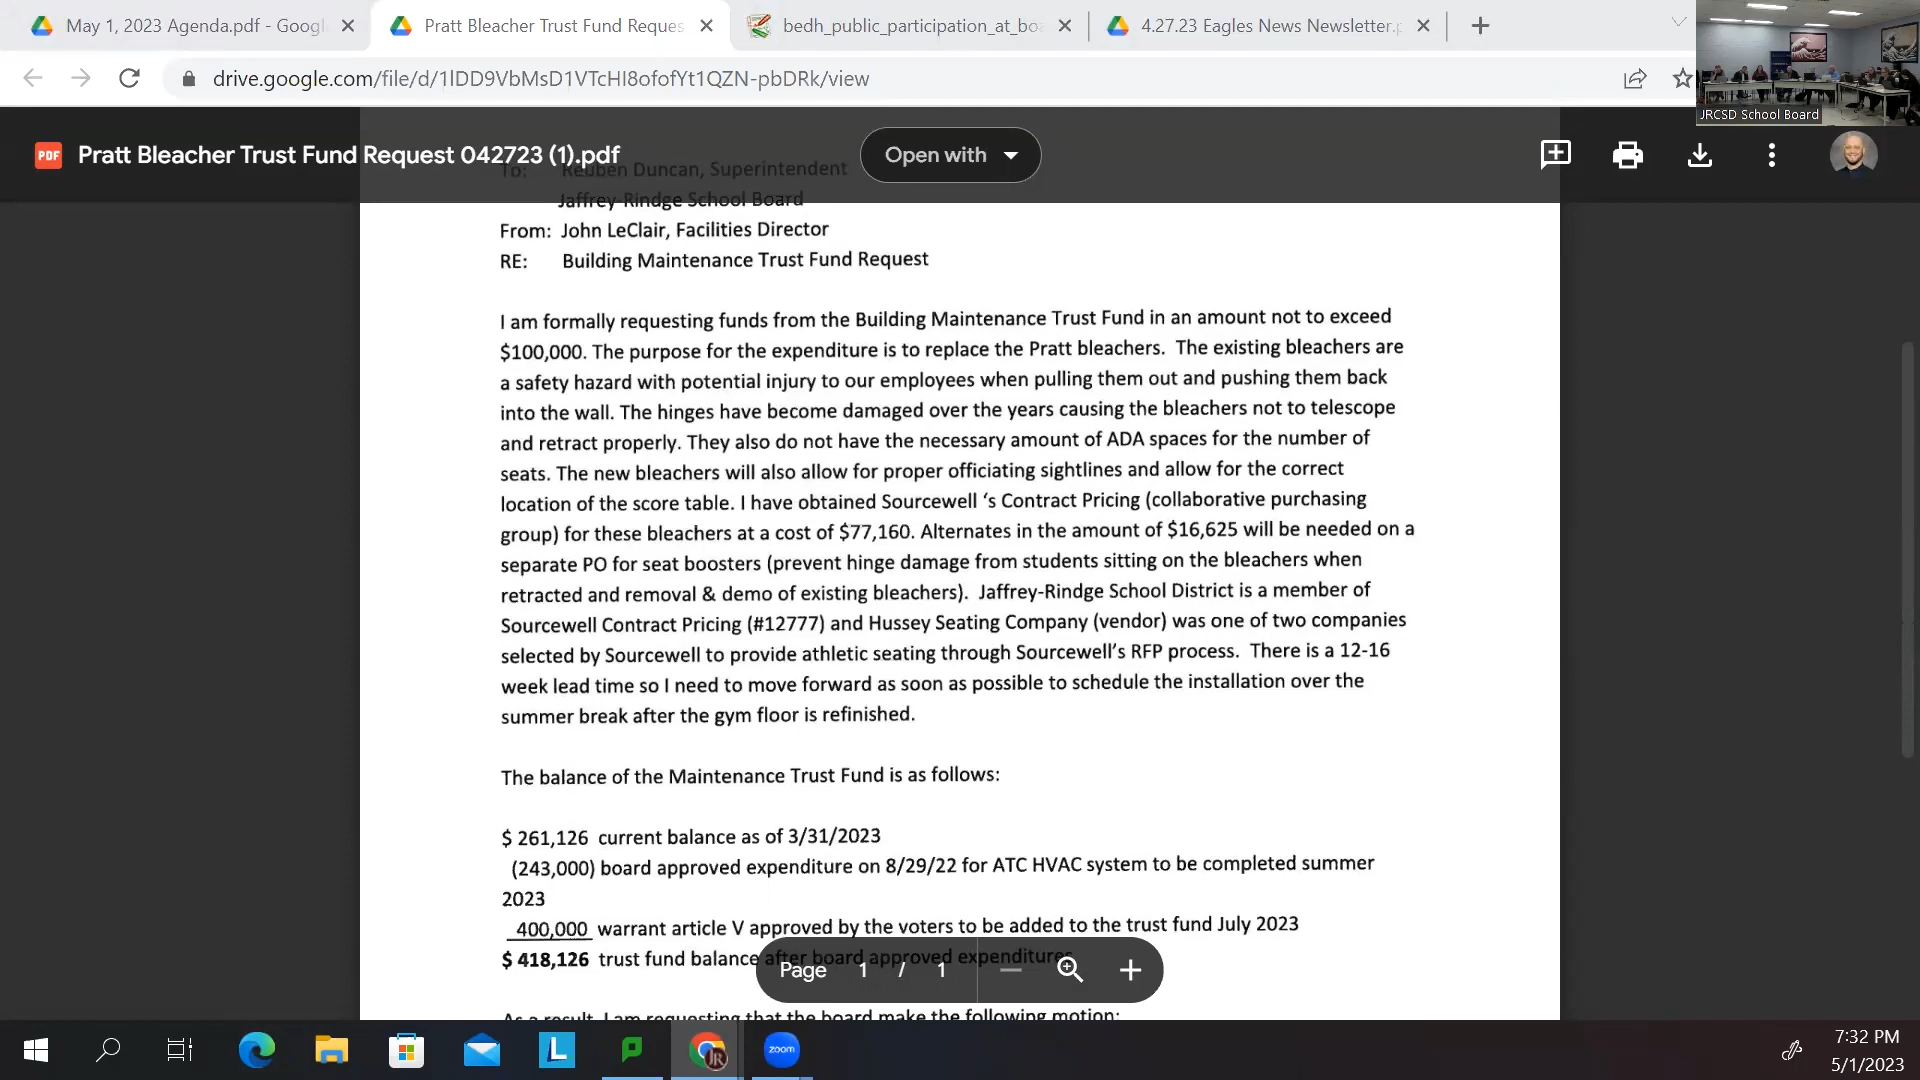 May 1, 2023 Agenda.pdf - Googl
Pratt Bleacher Trust Fund Reques
bedh_public_participation_at_boa
4.27.23 Eagles News Newsletter.p
drive.google.com/file/d/1lDD9VbMsD1VTcHI8ofofYt1QZN-pbDRk/view
JRCSD School Board
PDF
Pratt Bleacher Trust Fund Request 042723 (1).pdf
Open with
To: Reuben Duncan, Superintendent
Jaffrey-Rindge School Board
From: John LeClair, Facilities Director
RE: Building Maintenance Trust Fund Request
I am formally requesting funds from the Building Maintenance Trust Fund in an amount not to exceed
$100,000. The purpose for the expenditure is to replace the Pratt bleachers. The existing bleachers are
a safety hazard with potential injury to our employees when pulling them out and pushing them back
into the wall. The hinges have become damaged over the years causing the bleachers not to telescope
and retract properly. They also do not have the necessary amount of ADA spaces for the number of
seats. The new bleachers will also allow for proper officiating sightlines and allow for the correct
location of the score table. I have obtained Sourcewell ‘s Contract Pricing (collaborative purchasing
group) for these bleachers at a cost of $77,160. Alternates in the amount of $16,625 will be needed on a
separate PO for seat boosters (prevent hinge damage from students sitting on the bleachers when
retracted and removal & demo of existing bleachers). Jaffrey-Rindge School District is a member of
Sourcewell Contract Pricing (#12777) and Hussey Seating Company (vendor) was one of two companies
selected by Sourcewell to provide athletic seating through Sourcewell’s RFP process. There is a 12-16
week lead time so I need to move forward as soon as possible to schedule the installation over the
summer break after the gym floor is refinished.
The balance of the Maintenance Trust Fund is as follows:
$ 261,126 current balance as of 3/31/2023
(243,000) board approved expenditure on 8/29/22 for ATC HVAC system to be completed summer
2023
400,000 warrant article V approved by the voters to be added to the trust fund July 2023
$ 418,126 trust fund balance after board approved expenditures
Page 1 / 1
As a result, I am requesting that the board make the following motion:
L
JR
zoom
7:32 PM
5/1/2023